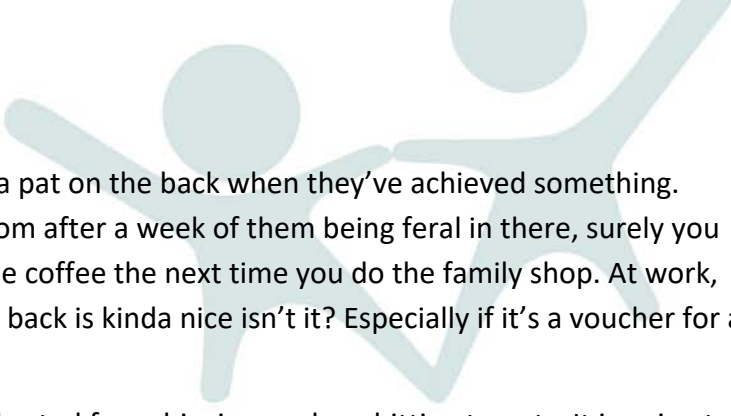 a pat on the back when they’ve achieved something.
om after a week of them being feral in there, surely you
e coffee the next time you do the family shop. At work,
back is kinda nice isn’t it? Especially if it’s a voucher for a